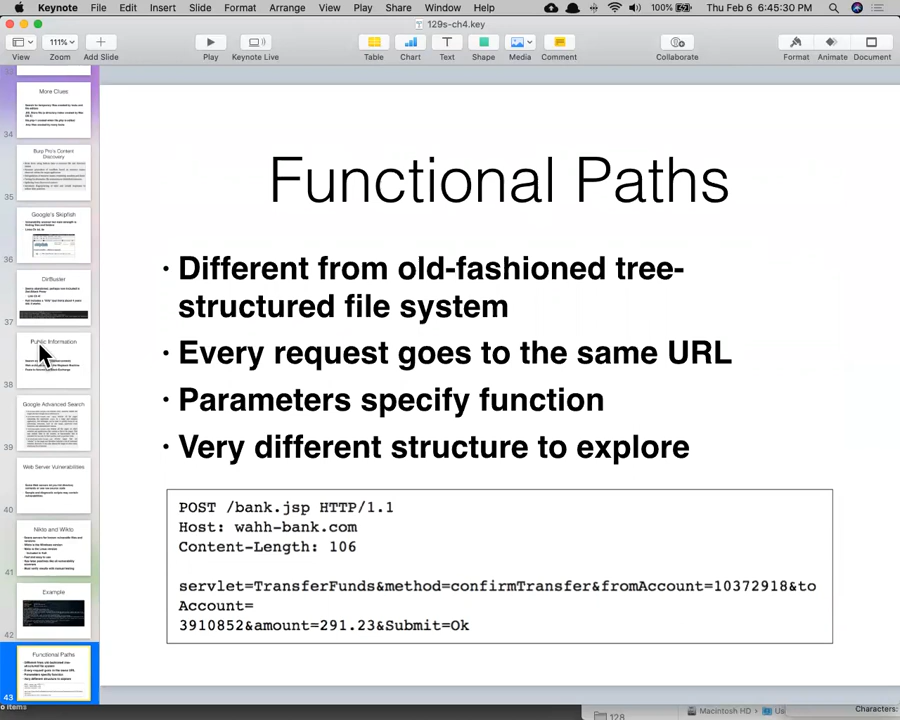 Keynote File Edit Insert Slide Format Arrange View Play Share Window Help 100% Thu Feb 6 6:45:30 PM
129s-ch4.key
111%
View Zoom Add Slide Play Keynote Live Table Chart Text Shape Media Comment Collaborate Format Animate Document
More Clues
34
Burp Pro's Content
Discovery
35
Google's Skipfish
36
DirBuster
37
Public Information
38
Google Advanced Search
39
Web Server Vulnerabilities
40
Nikto and Wikto
41
Example
42
Functional Paths
43
Functional Paths
· Different from old-fashioned tree-
structured file system
· Every request goes to the same URL
· Parameters specify function
· Very different structure to explore
POST /bank.jsp HTTP/1.1
Host: wahh-bank.com
Content-Length: 106
servlet=TransferFunds&method=confirmTransfer&fromAccount=10372918&to
Account=
3910852&amount=291.23&Submit=Ok
6 items
128
Macintosh HD › Us
Characters: